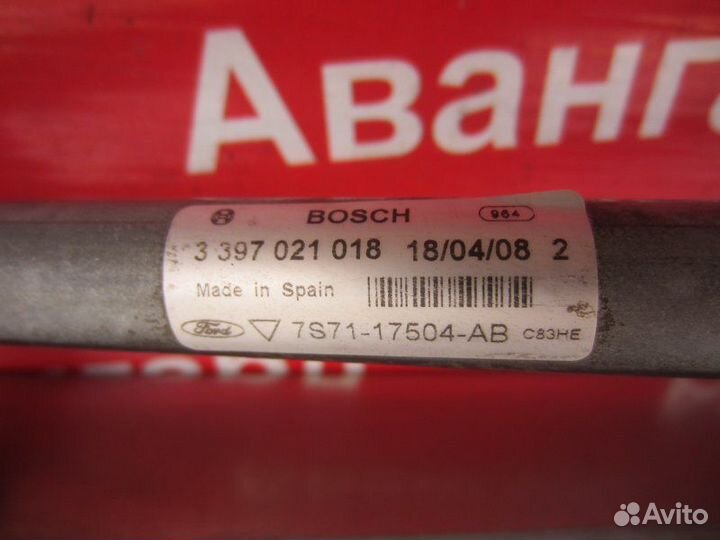 Аванга
BOSCH 964
3 397 021 018 18/04/08 2
Made in Spain
Ford 7S71-17504-AB C83HE
Avito